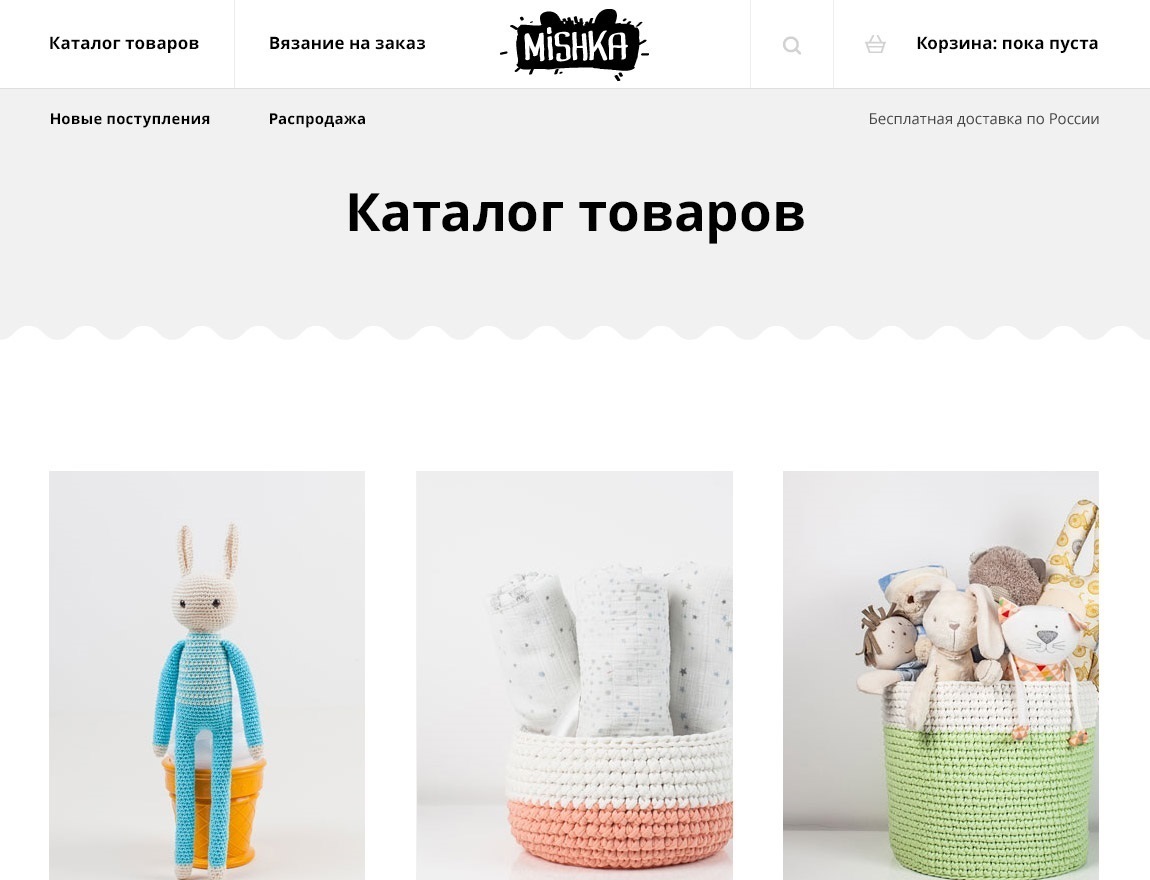 Каталог товаров
Вязание на заказ
MiSHKA
Корзина: пока пуста
Новые поступления
Распродажа
Бесплатная доставка по России
Каталог товаров